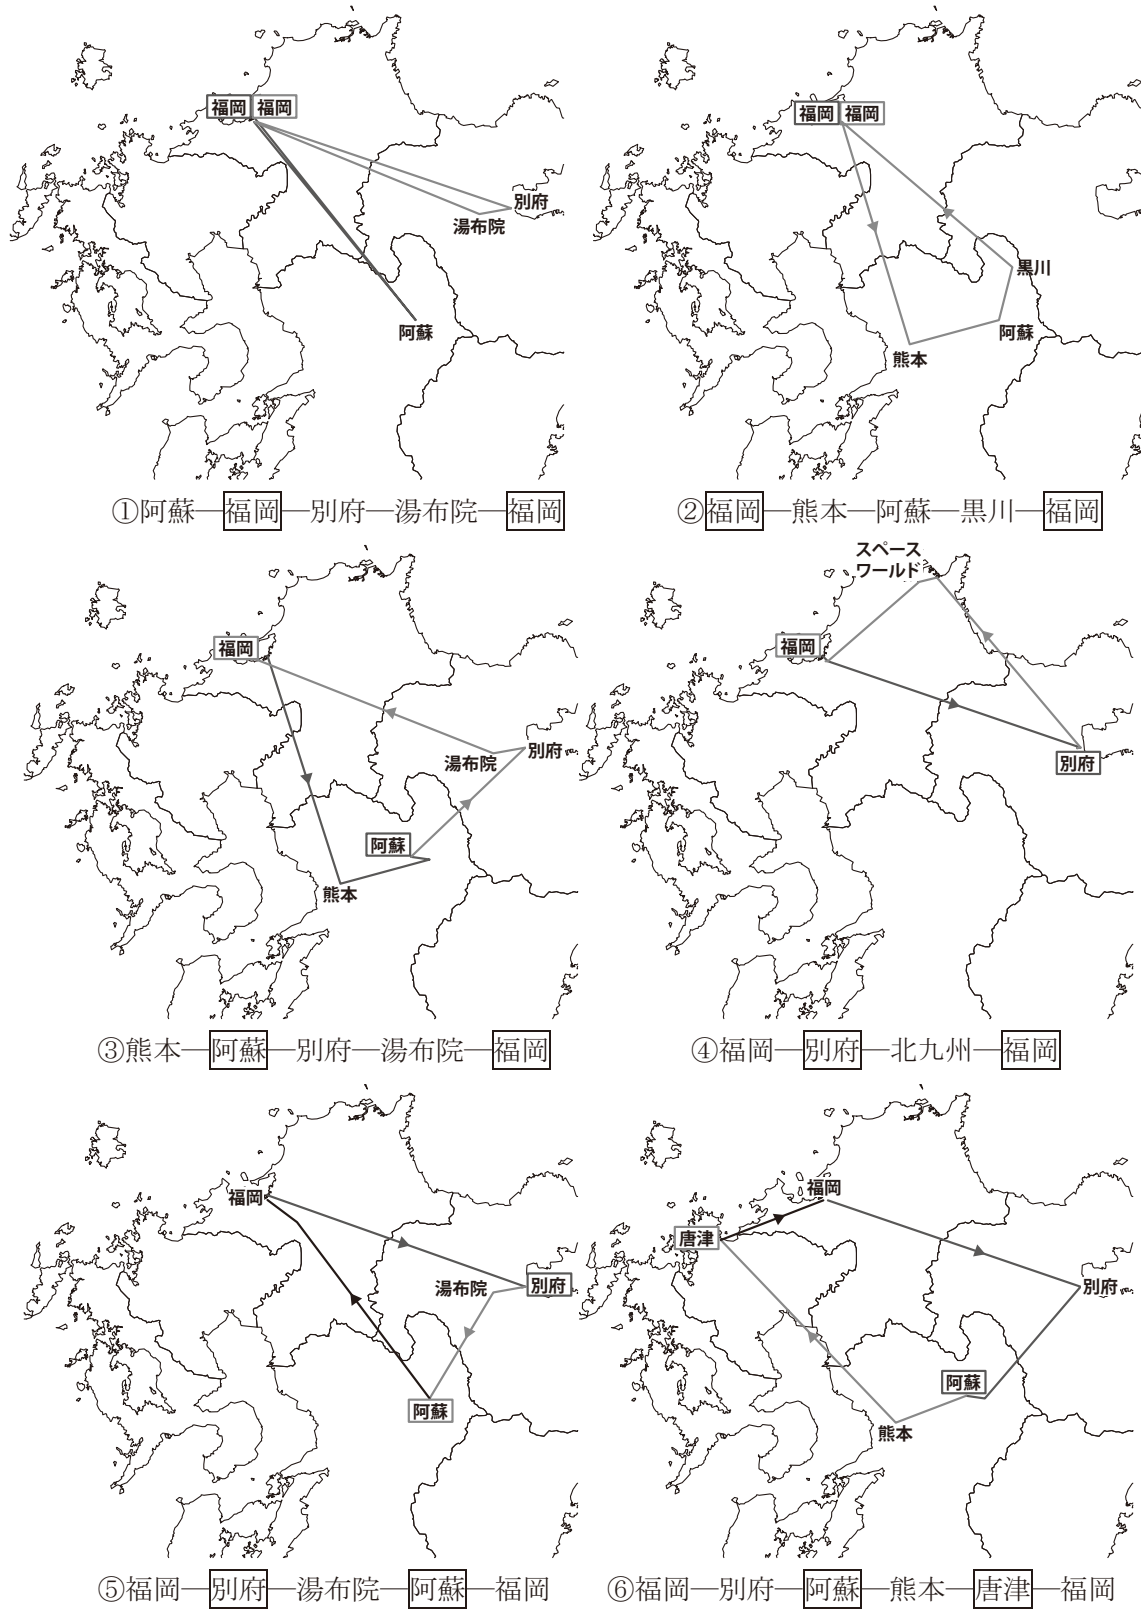 福岡 福岡
別府
湯布院
阿蘇
①阿蘇―福岡―別府―湯布院―福岡
福岡 福岡
黒川
阿蘇
熊本
②福岡―熊本―阿蘇―黒川―福岡
福岡
別府
湯布院
阿蘇
熊本
③熊本―阿蘇―別府―湯布院―福岡
スペース
ワールド
福岡
別府
④福岡―別府―北九州―福岡
福岡
別府
湯布院
阿蘇
⑤福岡―別府―湯布院―阿蘇―福岡
福岡
唐津
別府
阿蘇
熊本
⑥福岡―別府―阿蘇―熊本―唐津―福岡